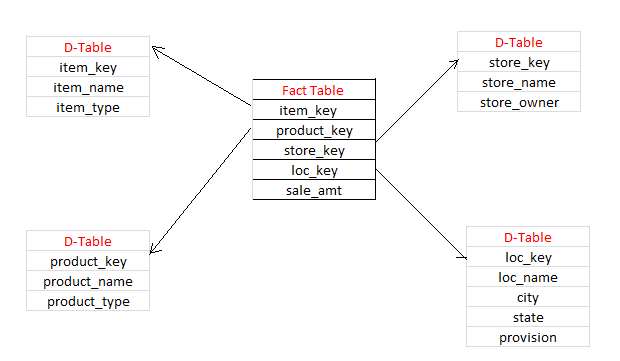 D-Table
item_key
item_name
item_type
Fact Table
item_key
product_key
store_key
loc_key
sale_amt
D-Table
store_key
store_name
store_owner
D-Table
product_key
product_name
product_type
D-Table
loc_key
loc_name
city
state
provision